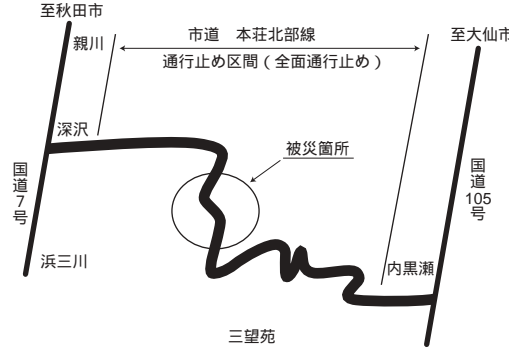 至秋田市
親川
市道　本荘北部線
通行止め区間（全面通行止め）
至大仙市
深沢
被災箇所
国道7号
国道105号
浜三川
内黒瀬
三望苑